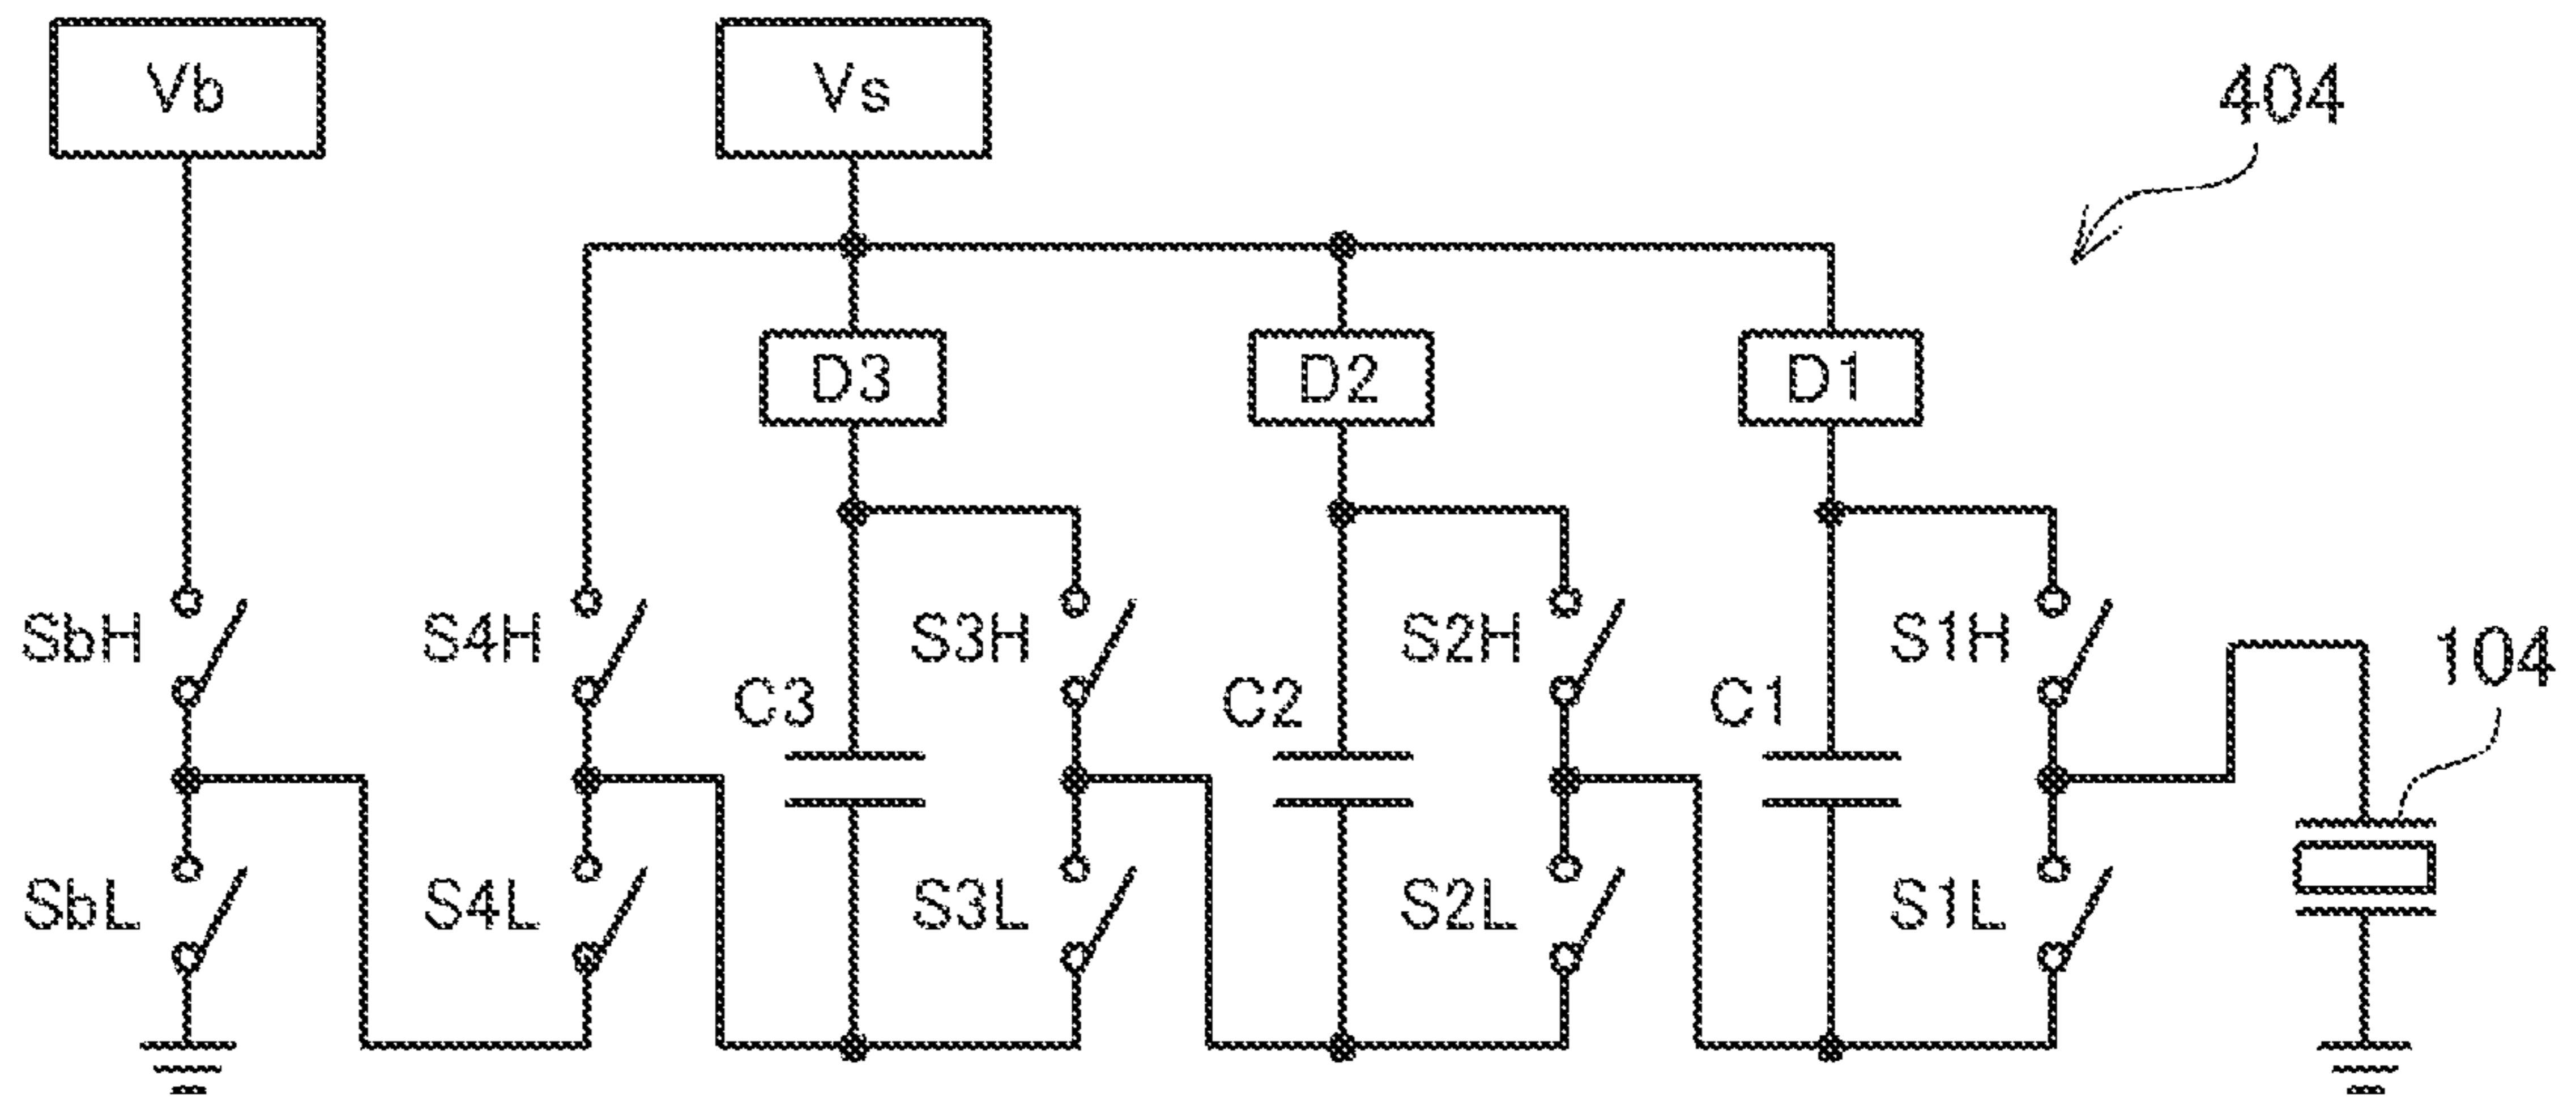 Vb Vs
404
D3 D2 D1
SbH S4H S3H S2H S1H
C3 C2 C1
104
SbL S4L S3L S2L S1L